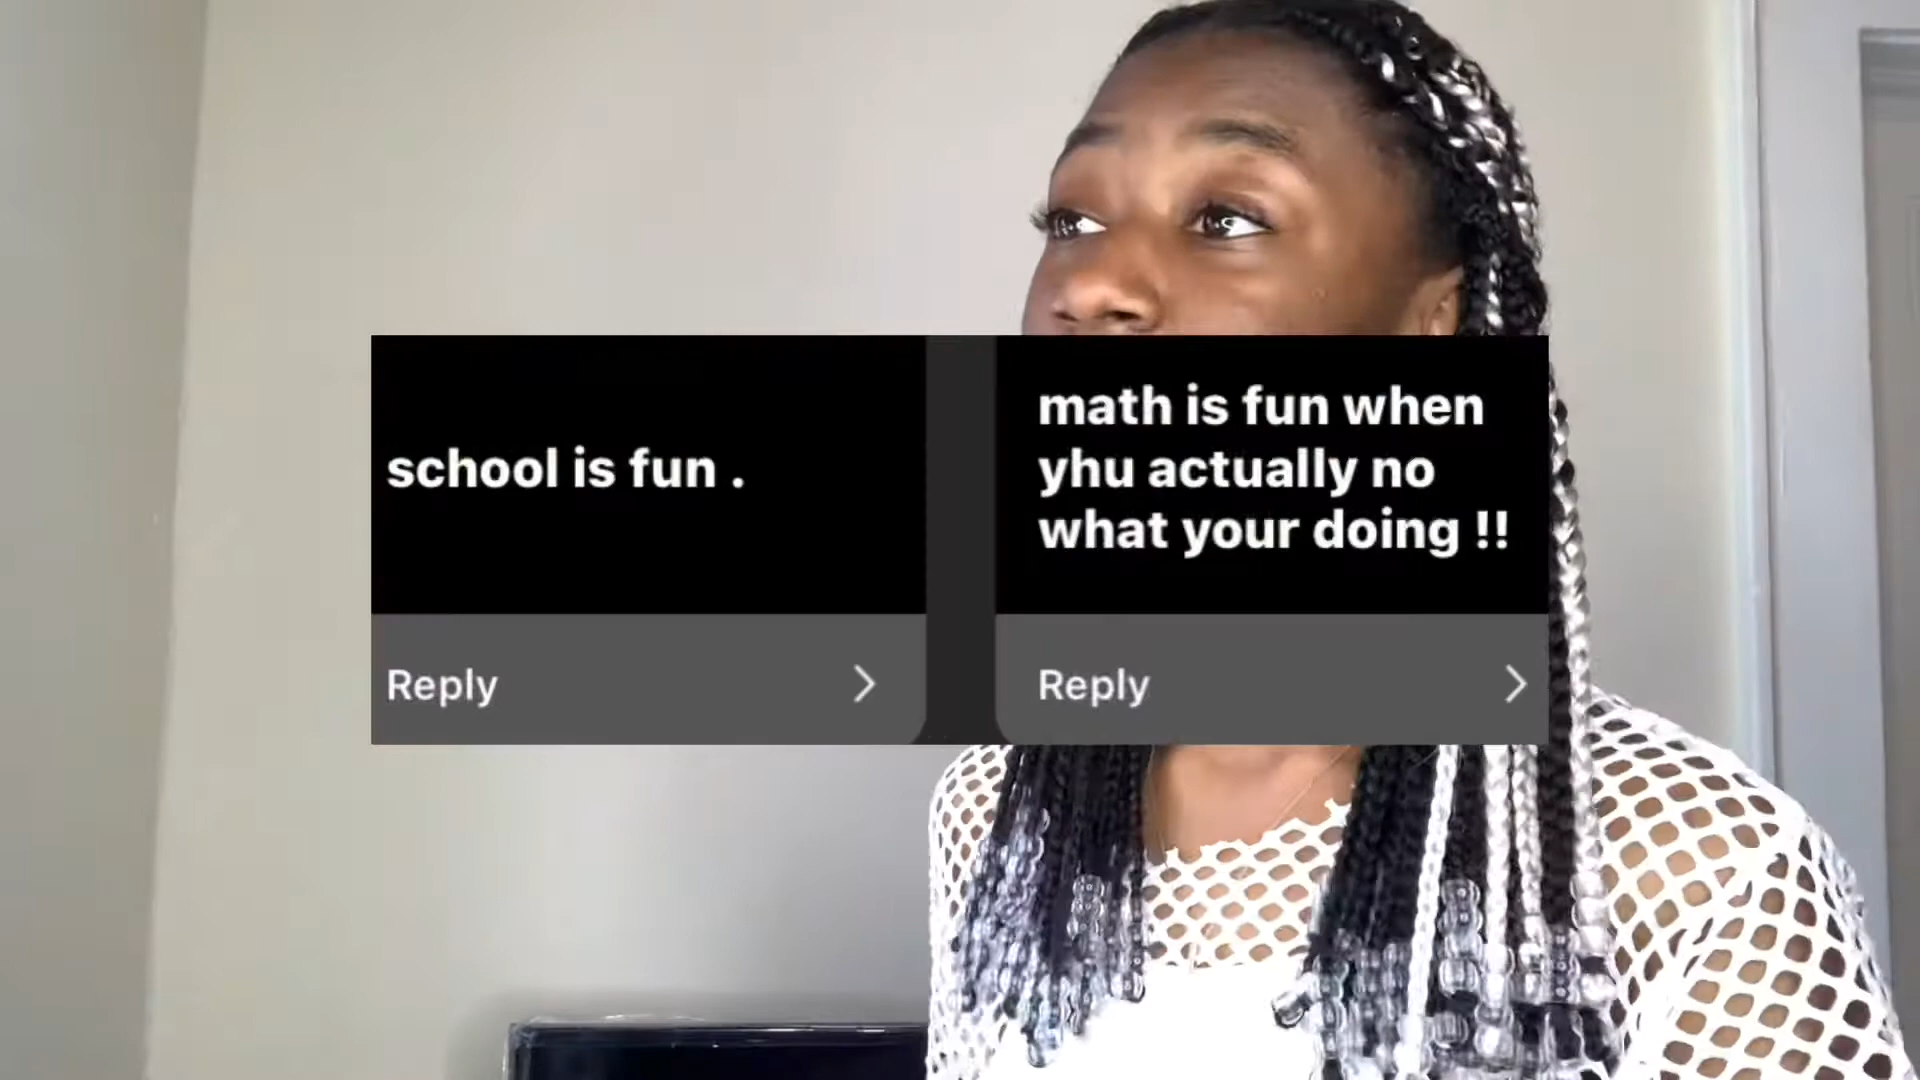 school is fun .
Reply
math is fun when
yhu actually no
what your doing !!
Reply